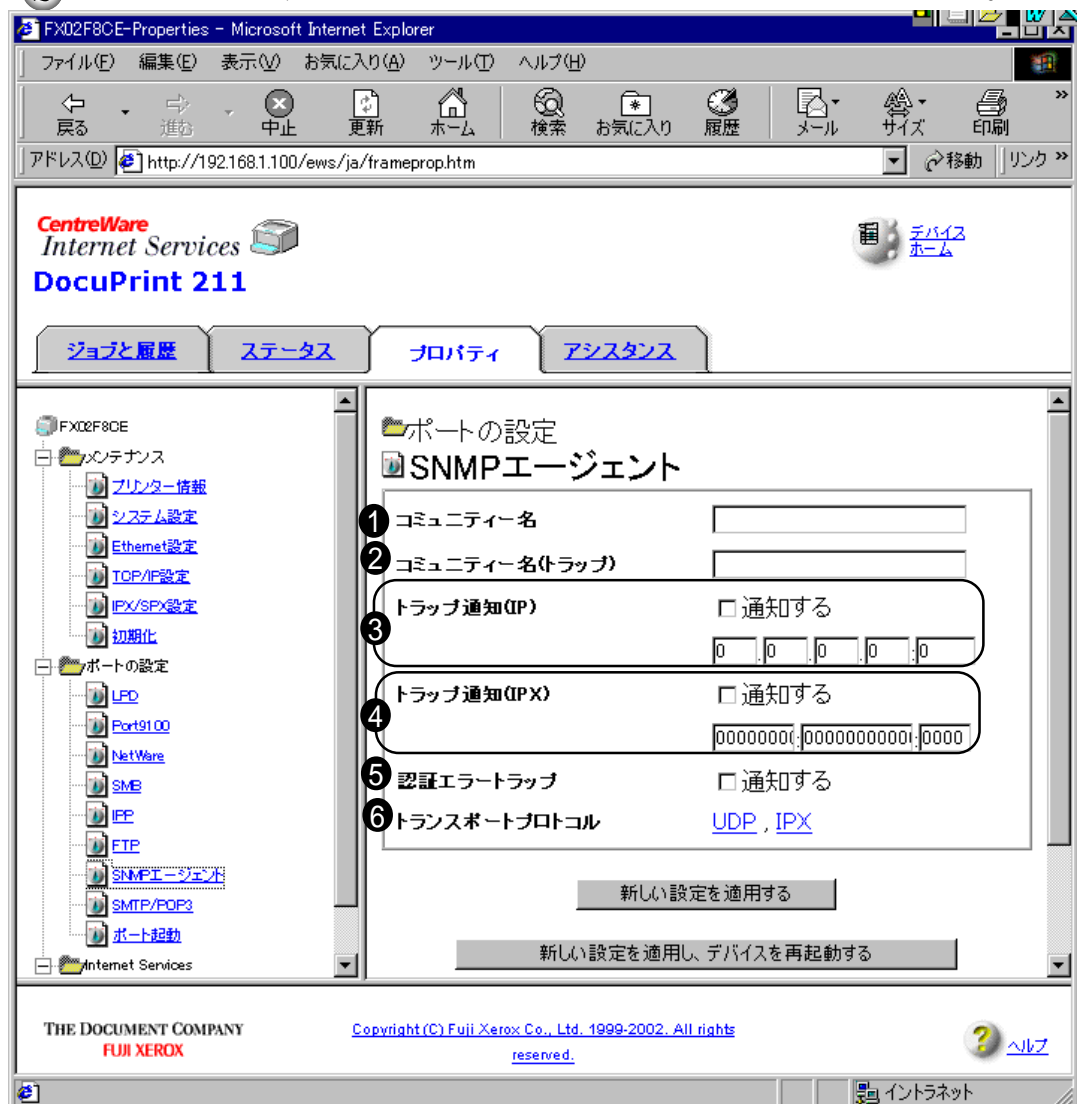 FX02F8CE-Properties - Microsoft Internet Explorer
ファイル(F) 編集(E) 表示(V) お気に入り(A) ツール(T) ヘルプ(H)
戻る 進む 中止 更新 ホーム 検索 お気に入り 履歴 メール サイズ 印刷 »
アドレス(D) http://192.168.1.100/ews/ja/frameprop.htm 移動 リンク »
CentreWare
Internet Services
DocuPrint 211
デバイス
ホーム
ジョブと履歴 ステータス プロパティ アシスタンス
FX02F8CE
メンテナンス
プリンター情報
システム設定
Ethernet設定
TCP/IP設定
IPX/SPX設定
初期化
ポートの設定
LPD
Port9100
NetWare
SMB
IPP
FTP
SNMPエージェント
SMTP/POP3
ポート起動
Internet Services
ポートの設定
SNMPエージェント
1 コミュニティー名
2 コミュニティー名(トラップ)
3 トラップ通知(IP) 通知する
0 .0 .0 .0 :0
4 トラップ通知(IPX) 通知する
0000000(:000000000(:0000
5 認証エラートラップ 通知する
6 トランスポートプロトコル UDP , IPX
新しい設定を適用する
新しい設定を適用し、デバイスを再起動する
THE DOCUMENT COMPANY
FUJI XEROX
Copyright (C) Fuji Xerox Co., Ltd. 1999-2002. All rights
reserved.
ヘルプ
イントラネット